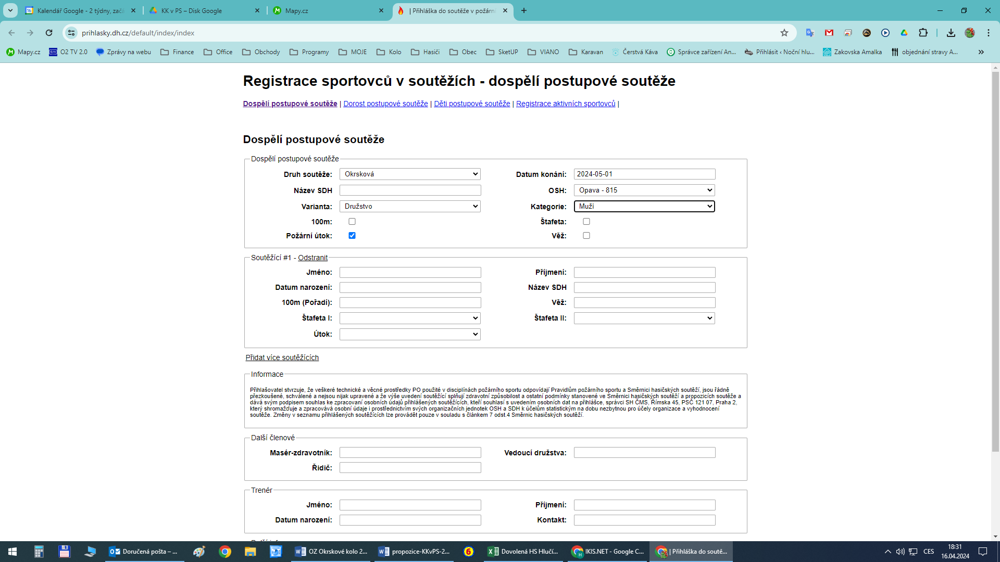 Kalendář Google - 2 týdny, zača
KK v PS – Disk Google
Mapy.cz
| Přihláška do soutěže v požárn
prihlasky.dh.cz/default/index/index
Mapy.cz
O2 TV 2.0
Zprávy na webu
Finance
Office
Obchody
Programy
MOJE
Kolo
Hasiči
Obec
SketUP
VIANO
Karavan
Čerstvá Káva
Správce zařízení An...
Přihlásit ‹ Noční hlu...
Zakovska Amalka
objednání stravy A...
Registrace sportovců v soutěžích - dospělí postupové soutěže
Dospělí postupové soutěže | Dorost postupové soutěže | Děti postupové soutěže | Registrace aktivních sportovců |
Dospělí postupové soutěže
Dospělí postupové soutěže
Druh soutěže: Okrsková Datum konání: 2024-05-01
Název SDH OSH: Opava - 815
Varianta: Družstvo Kategorie: Muži
100m: Štafeta:
Požární útok: Věž:
Soutěžící #1 - Odstranit
Jméno: Příjmení:
Datum narození: Název SDH
100m (Pořadí): Věž:
Štafeta I: Štafeta II:
Útok:
Přidat více soutěžících
Informace
Přihlašovatel stvrzuje, že veškeré technické a věcné prostředky PO použité v disciplínách požárního sportu odpovídají Pravidlům požárního sportu a Směrnici hasičských soutěží, jsou řádně
přezkoušené, schválené a nejsou nijak upravené a že výše uvedení soutěžící splňují zdravotní způsobilost a ostatní podmínky stanovené ve Směrnici hasičských soutěží a propozicích soutěže a
dává svým podpisem souhlas ke zpracovaní osobních údajů přihlášených soutěžících, kteří souhlasí s uvedením osobních dat na přihlášce, správci SH ČMS, Římska 45, PSČ 121 07, Praha 2,
který shromažďuje a zpracovává osobní údaje i prostřednictvím svých organizačních jednotek OSH a SDH k účelům statistickým na dobu nezbytnou pro účely organizace a vyhodnocení
soutěže. Změny v seznamu přihlášených soutěžících lze provádět pouze v souladu s článkem 7 odst.4 Směrnic hasičských soutěží.
Další členové
Masér-zdravotník: Vedoucí družstva:
Řidič:
Trenér
Jméno: Příjmení:
Datum narození: Kontakt:
Doručená pošta – ...
OZ Okrskové kolo 2...
propozice-KKvPS-2...
6
Dovolená HS Hlučí...
IKIS.NET - Google C...
| Přihláška do soutě...
CES
18:31
16.04.2024